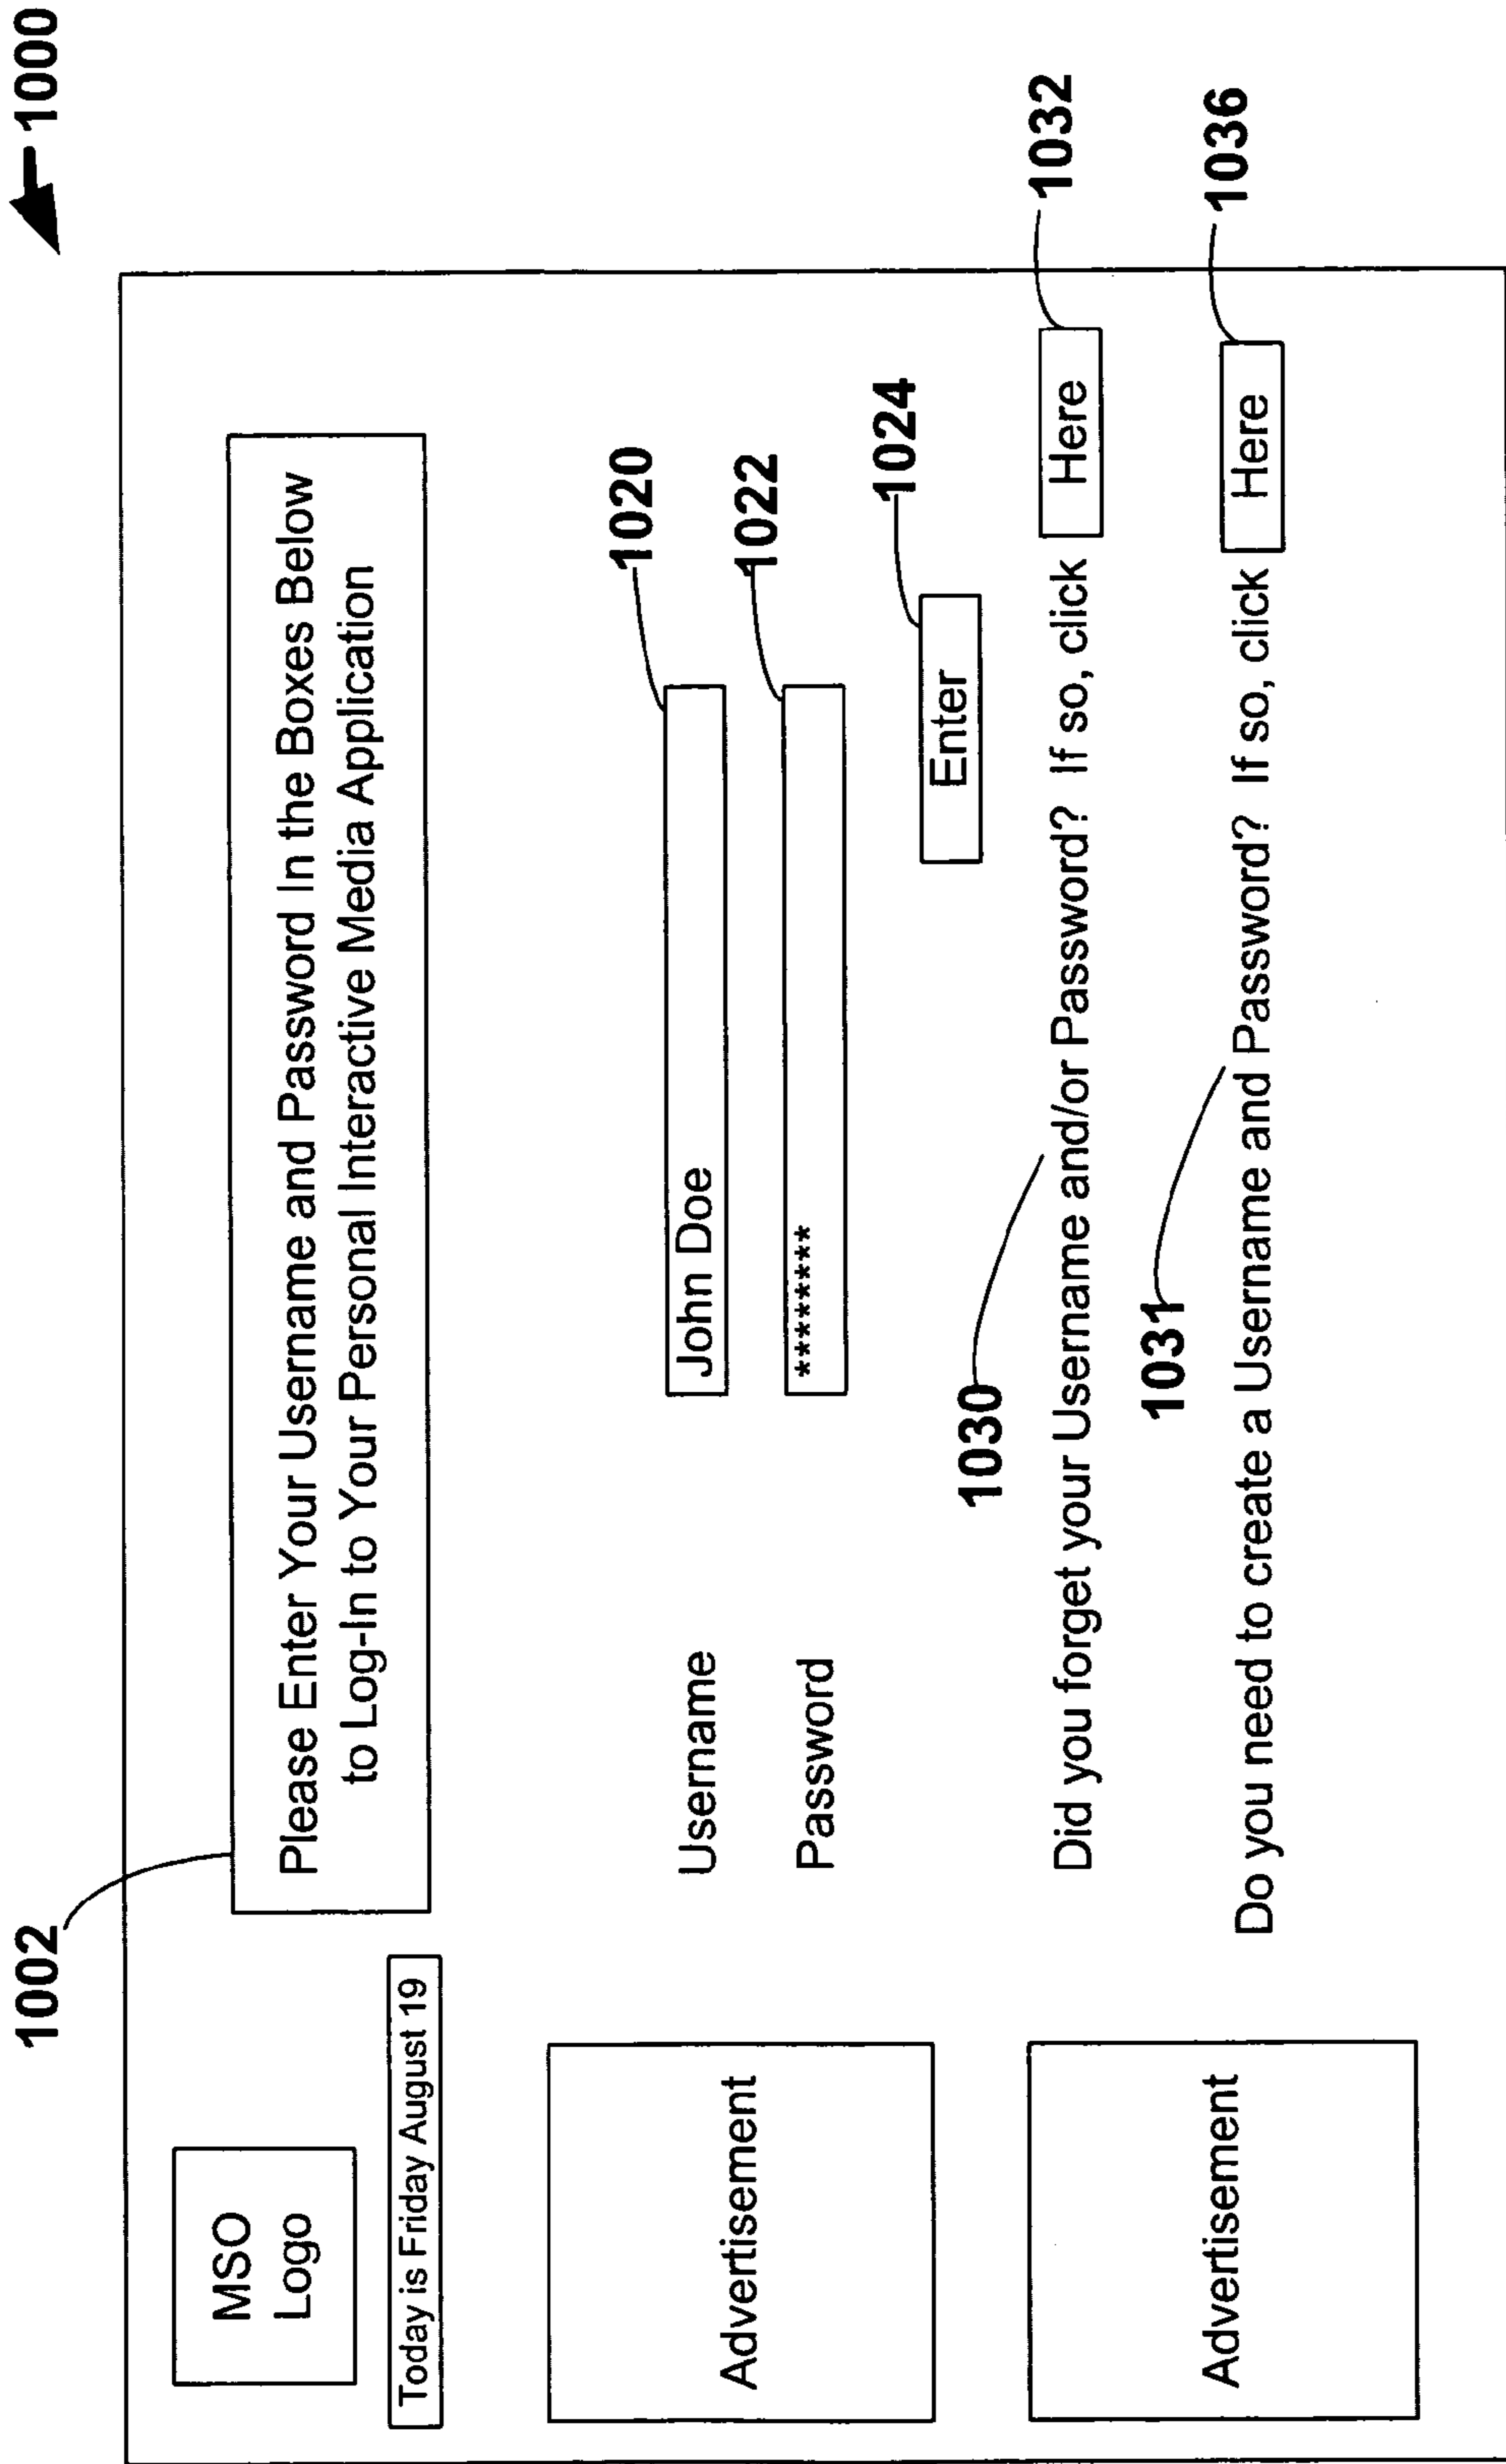 1000
1002
MSO
Logo
Please Enter Your Username and Password In the Boxes Below
to Log-In to Your Personal Interactive Media Application
Today is Friday August 19
1020
Username
John Doe
1022
Password
********
Advertisement
1024
Enter
1030
1032
Did you forget your Username and/or Password? If so, click Here
1031
1036
Do you need to create a Username and Password? If so, click Here
Advertisement